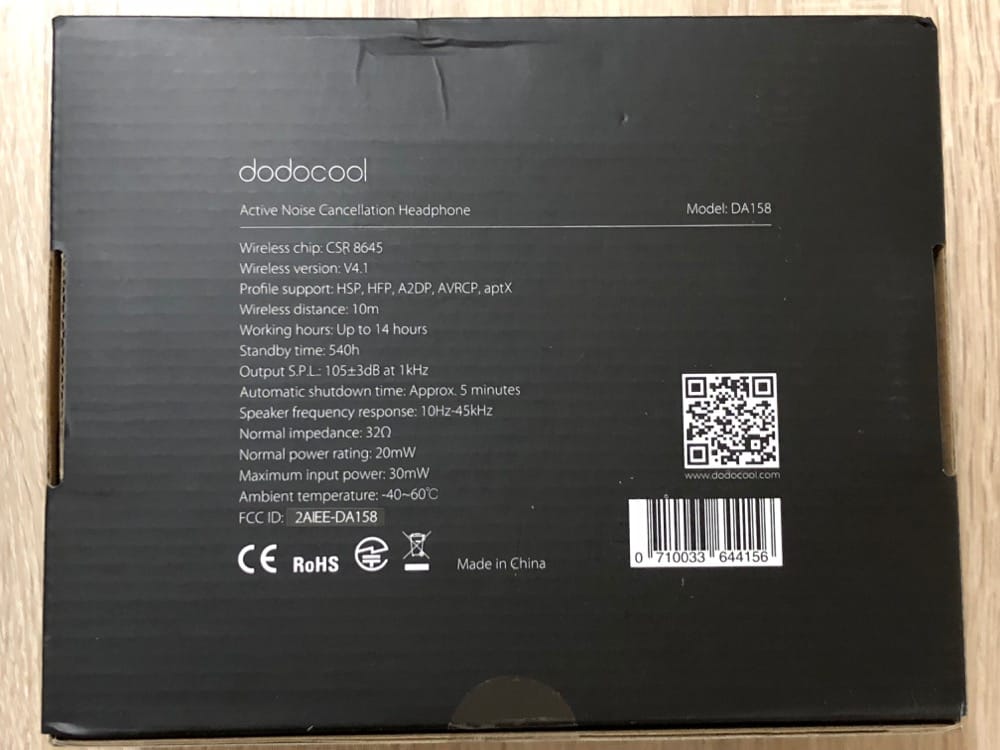 dodocool
Active Noise Cancellation Headphone Model: DA158
Wireless chip: CSR 8645
Wireless version: V4.1
Profile support: HSP, HFP, A2DP, AVRCP, aptX
Wireless distance: 10m
Working hours: Up to 14 hours
Standby time: 540h
Output S.P.L.: 105±3dB at 1kHz
Automatic shutdown time: Approx. 5 minutes
Speaker frequency response: 10Hz-45kHz
Normal impedance: 32Ω
Normal power rating: 20mW
Maximum input power: 30mW
Ambient temperature: -40~60℃
FCC ID: 2AIEE-DA158
www.dodocool.com
CE RoHS Made in China
0 710033 644156